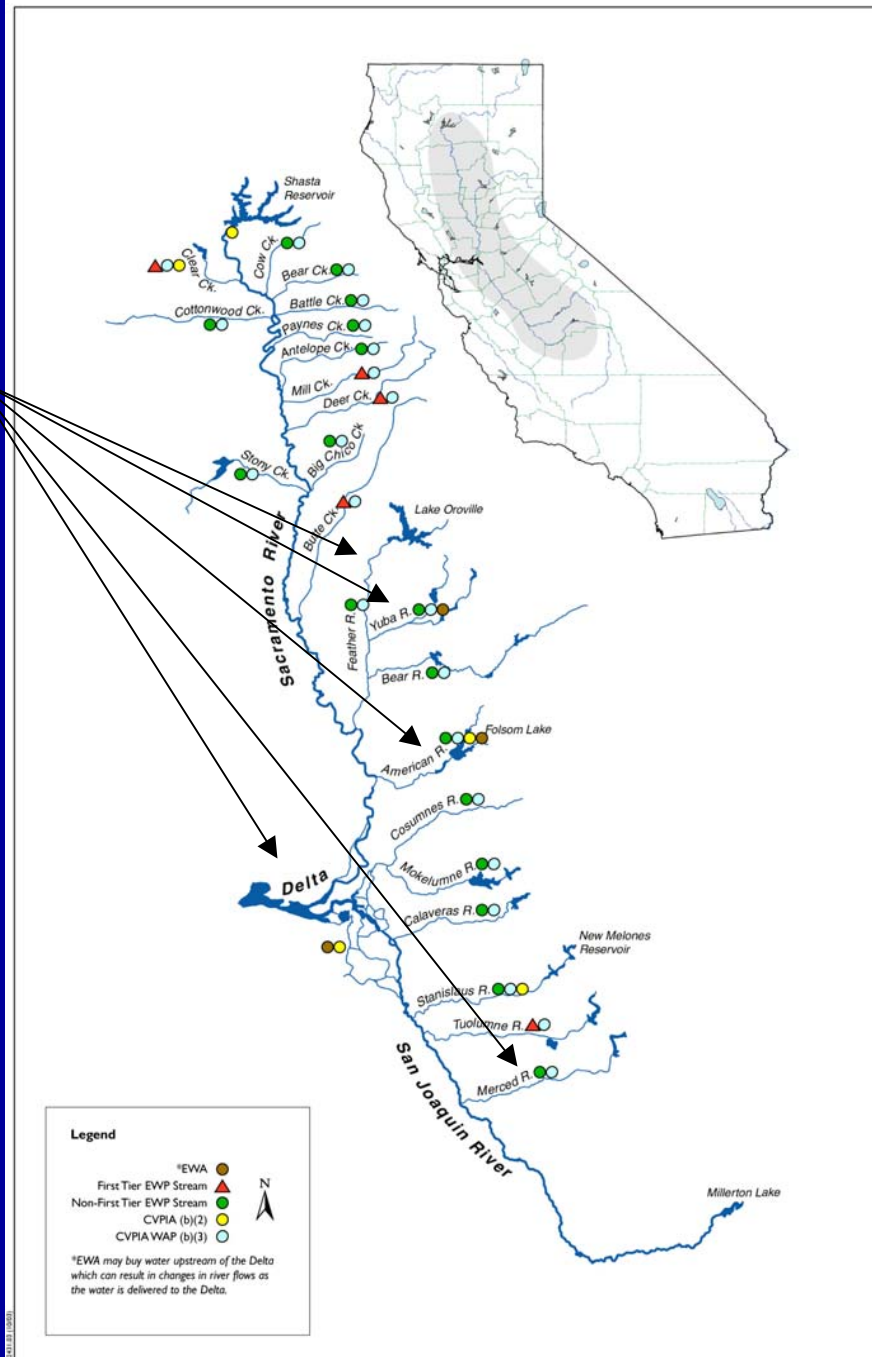 Shasta
Reservoir
Cow Ck.
Clear Ck.
Bear Ck.
Battle Ck.
Cottonwood Ck.
Paynes Ck.
Antelope Ck.
Mill Ck.
Deer Ck.
Big Chico Ck
Stony Ck.
Butte Ck.
Lake Oroville
Sacramento River
Feather R.
Yuba R.
Bear R.
Folsom Lake
American R.
Cosumnes R.
Mokelumne R.
Delta
Calaveras R.
New Melones
Reservoir
Stanislaus R.
Tuolumne R.
Merced R.
San Joaquin River
Millerton Lake
Legend
*EWA
First Tier EWP Stream
Non-First Tier EWP Stream
CVPIA (b)(2)
CVPIA WAP (b)(3)
N
*EWA may buy water upstream of the Delta
which can result in changes in river flows as
the water is delivered to the Delta.